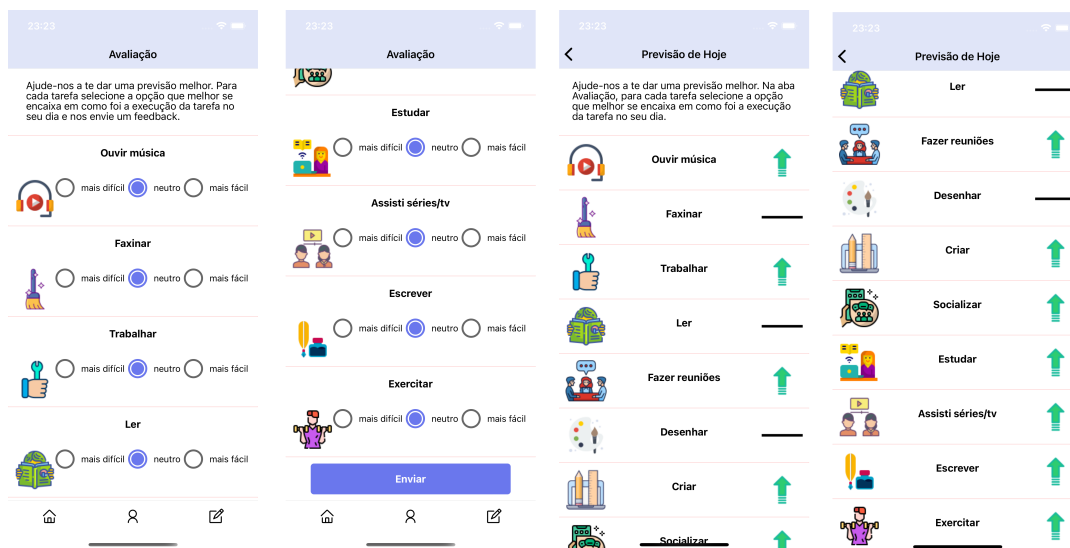 23:23
Avaliação
Ajude-nos a te dar uma previsão melhor. Para
cada tarefa selecione a opção que melhor se
encaixa em como foi a execução da tarefa no
seu dia e nos envie um feedback.
Ouvir música
mais difícil neutro mais fácil
Faxinar
mais difícil neutro mais fácil
Trabalhar
mais difícil neutro mais fácil
Ler
mais difícil neutro mais fácil
23:23
Avaliação
Estudar
mais difícil neutro mais fácil
Assisti séries/tv
mais difícil neutro mais fácil
Escrever
mais difícil neutro mais fácil
Exercitar
mais difícil neutro mais fácil
Enviar
23:23
Previsão de Hoje
Ajude-nos a te dar uma previsão melhor. Na aba
Avaliação, para cada tarefa selecione a opção
que melhor se encaixa em como foi a execução
da tarefa no seu dia.
Ouvir música
Faxinar
Trabalhar
Ler
Fazer reuniões
Desenhar
Criar
Socializar
23:23
Previsão de Hoje
Ler
Fazer reuniões
Desenhar
Criar
Socializar
Estudar
Assisti séries/tv
Escrever
Exercitar